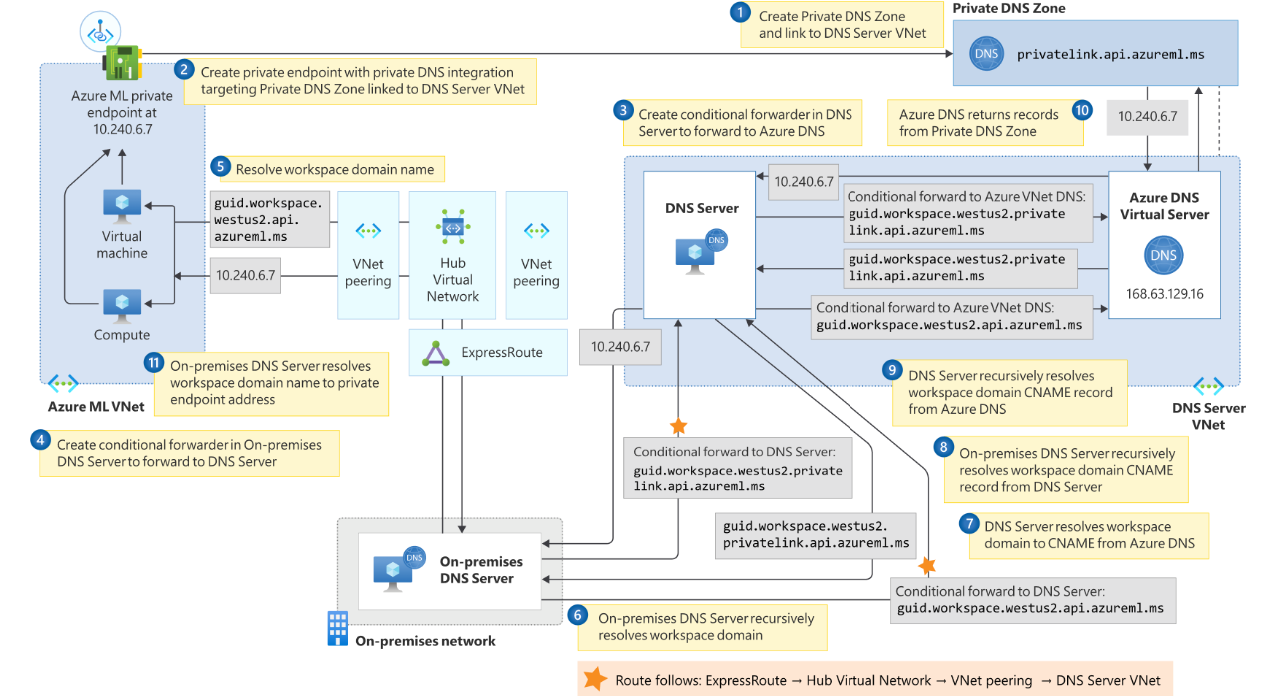 1
Create Private DNS Zone
and link to DNS Server VNet
Private DNS Zone
DNS
privatelink.api.azureml.ms
2
Create private endpoint with private DNS integration
targeting Private DNS Zone linked to DNS Server VNet
Azure ML private
endpoint at
10.240.6.7
3
Create conditional forwarder in DNS
Server to forward to Azure DNS
Azure DNS returns records
from Private DNS Zone
10
10.240.6.7
5
Resolve workspace domain name
guid.workspace.
westus2.api.
azureml.ms
10.240.6.7
Virtual
machine
Compute
VNet
peering
Hub
Virtual
Network
VNet
peering
ExpressRoute
DNS Server
DNS
10.240.6.7
Conditional forward to Azure VNet DNS:
guid.workspace.westus2.private
link.api.azureml.ms
guid.workspace.westus2.private
link.api.azureml.ms
Conditional forward to Azure VNet DNS:
guid.workspace.westus2.api.azureml.ms
Azure DNS
Virtual Server
DNS
168.63.129.16
10.240.6.7
11
On-premises DNS Server resolves
workspace domain name to private
endpoint address
Azure ML VNet
9
DNS Server recursively resolves
workspace domain CNAME record
from Azure DNS
DNS Server
VNet
4
Create conditional forwarder in On-premises
DNS Server to forward to DNS Server
Conditional forward to DNS Server:
guid.workspace.westus2.private
link.api.azureml.ms
8
On-premises DNS Server recursively
resolves workspace domain CNAME
record from DNS Server
guid.workspace.westus2.
privatelink.api.azureml.ms
7
DNS Server resolves workspace
domain to CNAME from Azure DNS
DNS
On-premises
DNS Server
Conditional forward to DNS Server:
guid.workspace.westus2.api.azureml.ms
On-premises network
6
On-premises DNS Server recursively
resolves workspace domain
Route follows: ExpressRoute → Hub Virtual Network → VNet peering → DNS Server VNet